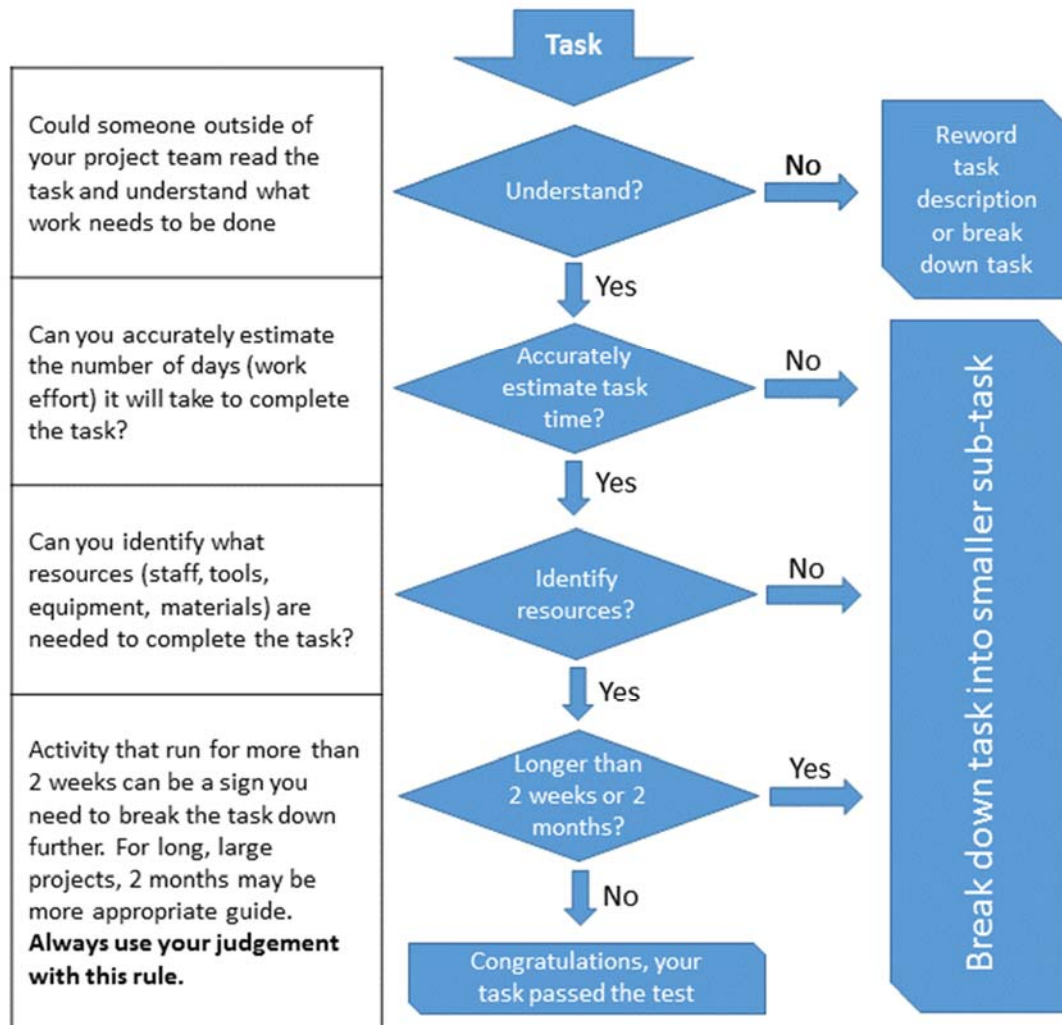 Task
Could someone outside of
your project team read the
task and understand what
work needs to be done
Understand?
No
Reword
task
description
or break
down task
Yes
Can you accurately estimate
the number of days (work
effort) it will take to complete
the task?
Accurately
estimate task
time?
No
Break down task into smaller sub-task
Yes
Can you identify what
resources (staff, tools,
equipment, materials) are
needed to complete the task?
Identify
resources?
No
Yes
Activity that run for more than
2 weeks can be a sign you
need to break the task down
further. For long, large
projects, 2 months may be
more appropriate guide.
Always use your judgement
with this rule.
Longer than
2 weeks or 2
months?
Yes
No
Congratulations, your
task passed the test